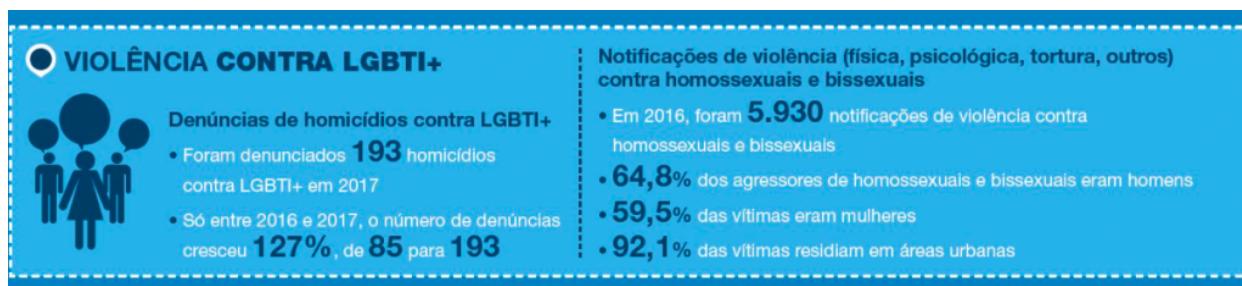 VIOLÊNCIA CONTRA LGBTI+
Denúncias de homicídios contra LGBTI+
• Foram denunciados 193 homicídios
contra LGBTI+ em 2017
• Só entre 2016 e 2017, o número de denúncias
cresceu 127%, de 85 para 193
Notificações de violência (física, psicológica, tortura, outros)
contra homossexuais e bissexuais
• Em 2016, foram 5.930 notificações de violência contra
homossexuais e bissexuais
• 64,8% dos agressores de homossexuais e bissexuais eram homens
• 59,5% das vítimas eram mulheres
• 92,1% das vítimas residiam em áreas urbanas